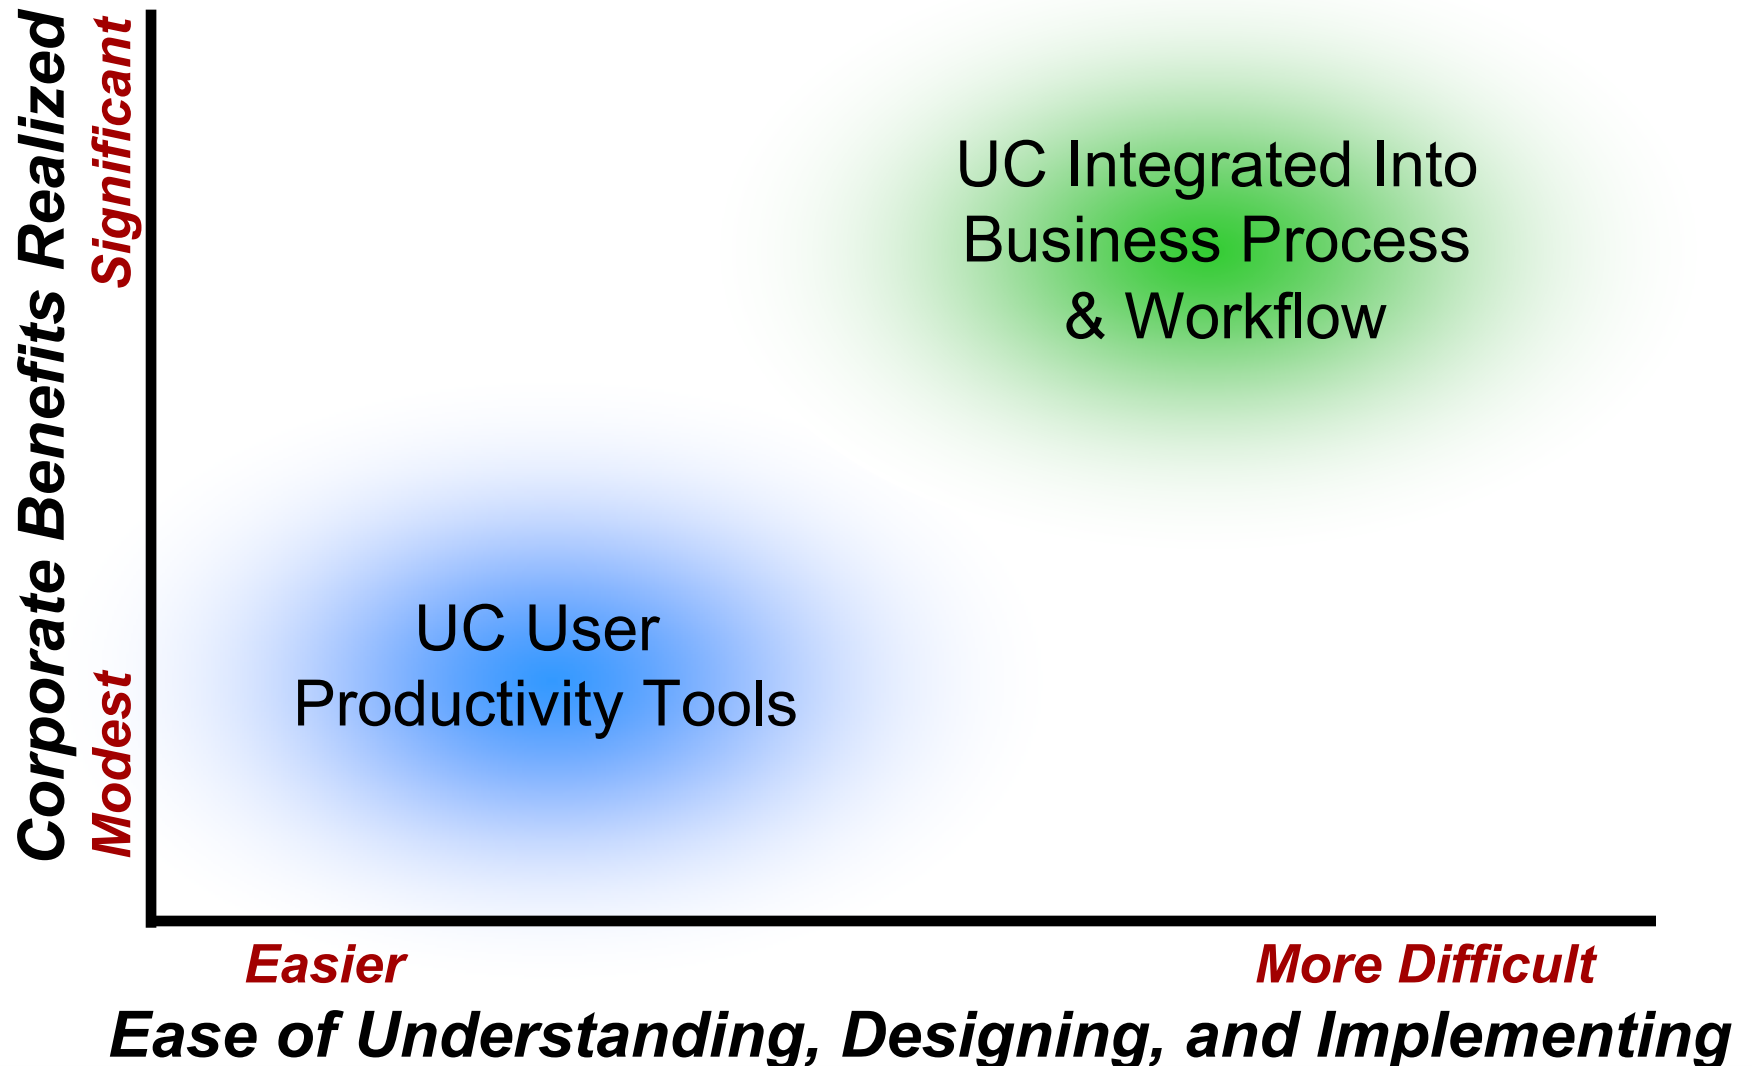 Corporate Benefits Realized
Significant
Modest
UC Integrated Into
Business Process
& Workflow
UC User
Productivity Tools
Easier
More Difficult
Ease of Understanding, Designing, and Implementing